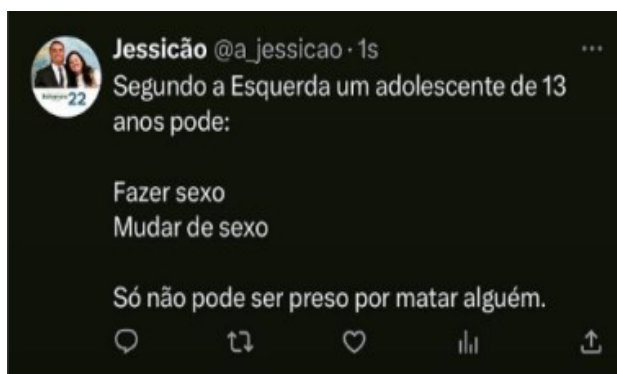 Jessicão @a_jessicao · 1s
Segundo a Esquerda um adolescente de 13
anos pode:
Fazer sexo
Mudar de sexo
Só não pode ser preso por matar alguém.
22